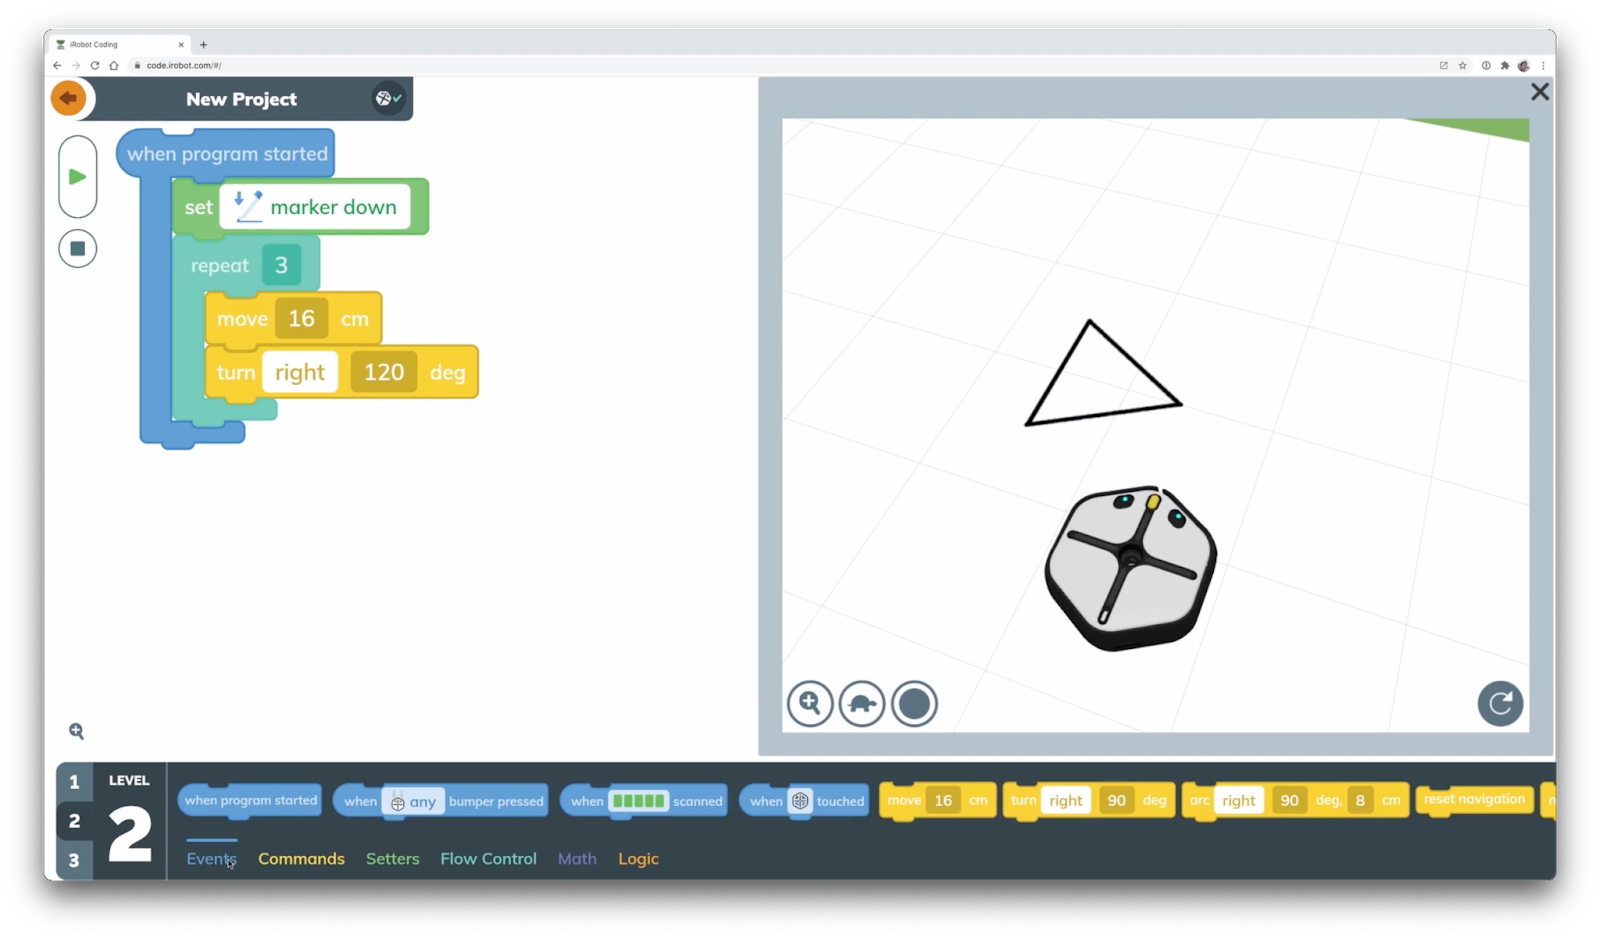 iRobot Coding
code.irobot.com/#/
New Project
when program started
set marker down
repeat 3
move 16 cm
turn right 120 deg
1
2
3
LEVEL
2
when program started
when any bumper pressed
when scanned
when touched
move 16 cm
turn right 90 deg
arc right 90 deg, 8 cm
reset navigation
Events Commands Setters Flow Control Math Logic